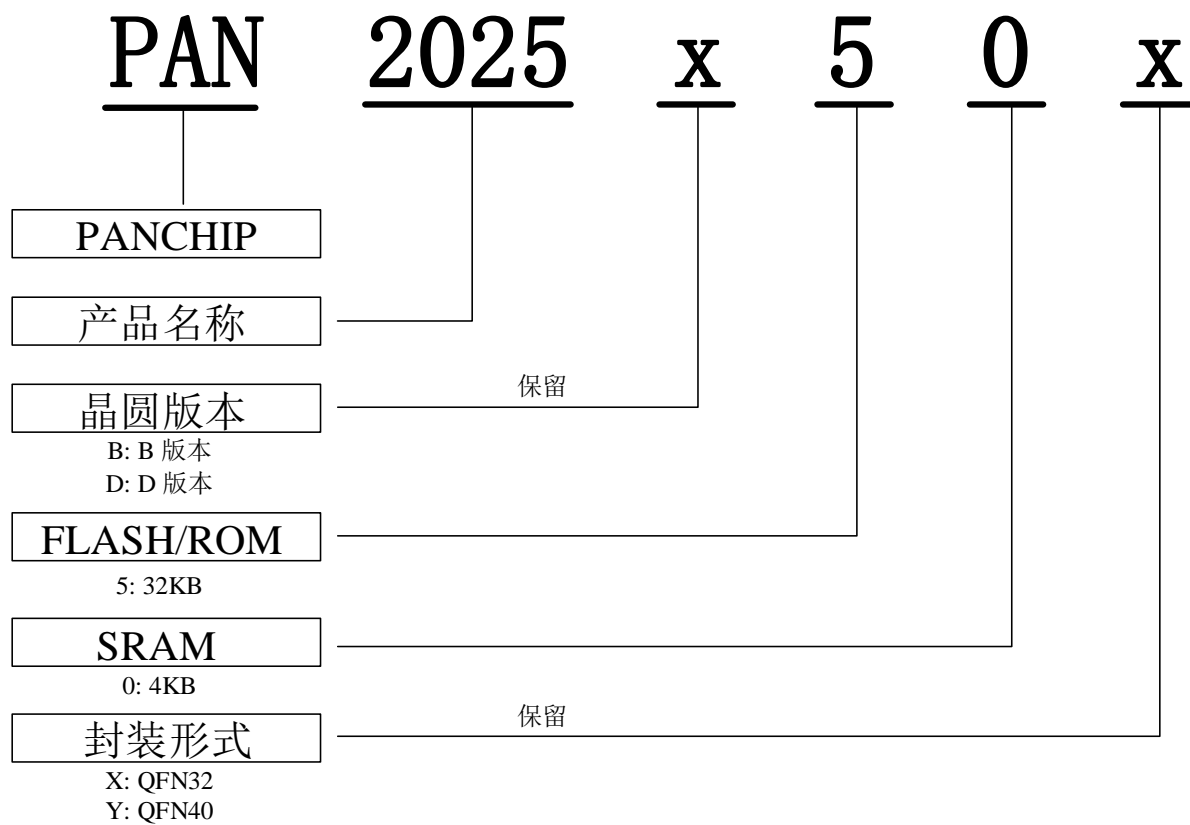 PAN 2025 x 5 0 x
PANCHIP
产品名称
保留
晶圆版本
B: B 版本
D: D 版本
FLASH/ROM
5: 32KB
SRAM
0: 4KB
保留
封装形式
X: QFN32
Y: QFN40